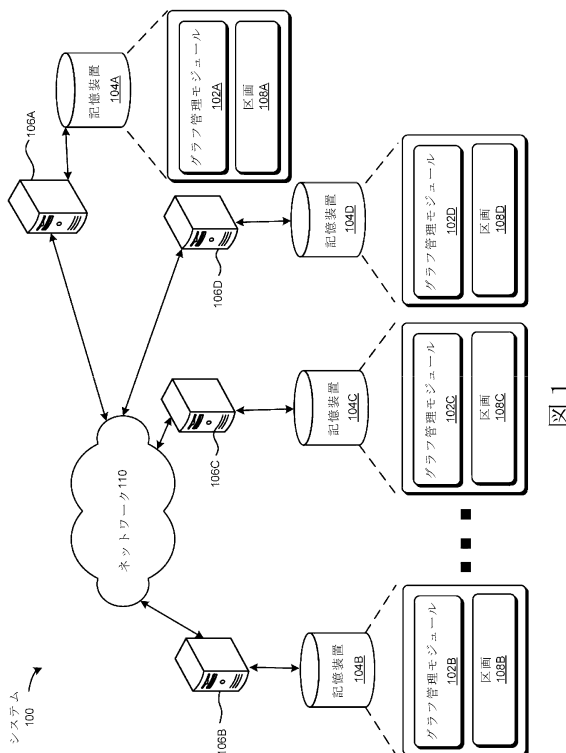 システム
100
ネットワーク110
106A
記憶装置
104A
グラフ管理モジュール
102A
区画
108A
106D
記憶装置
104D
グラフ管理モジュール
102D
区画
108D
106C
記憶装置
104C
グラフ管理モジュール
102C
区画
108C
106B
記憶装置
104B
グラフ管理モジュール
102B
区画
108B
図 1